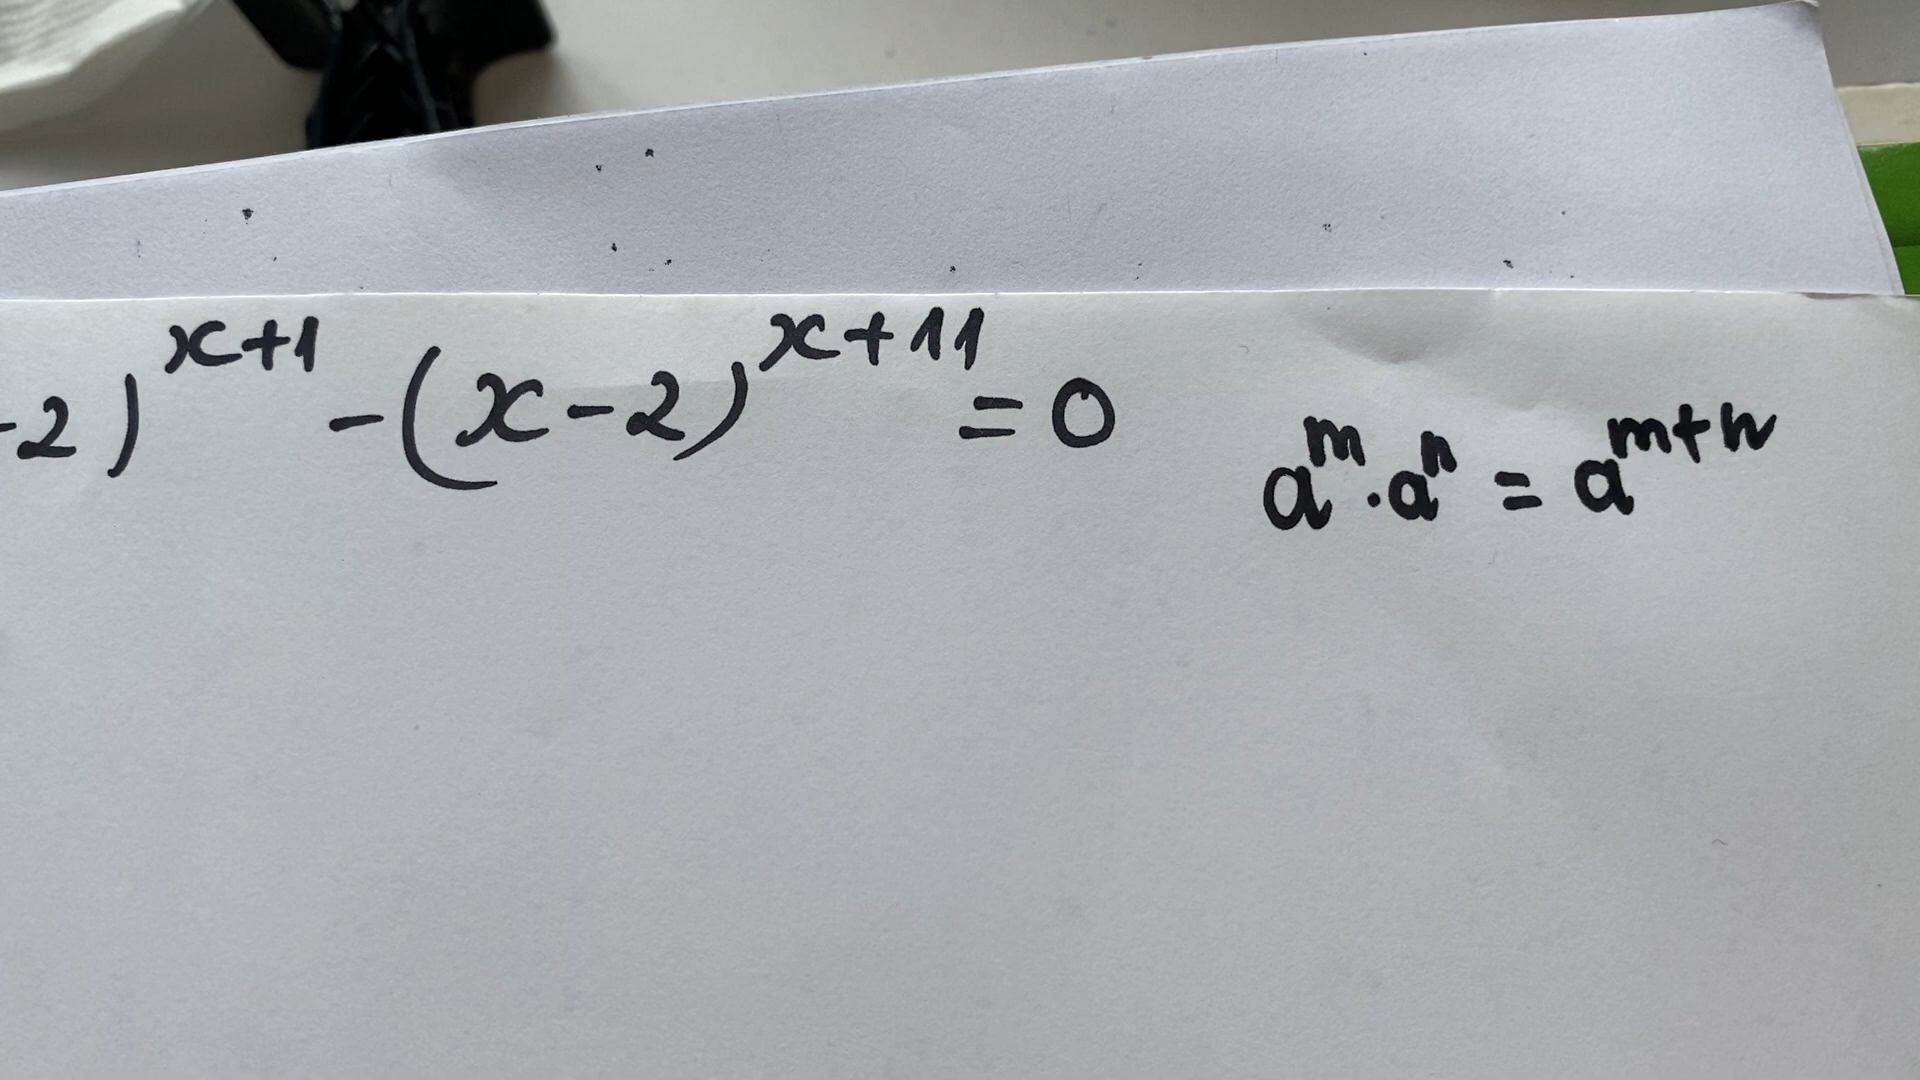 -2)^{x+1} -(x-2)^{x+11} = 0
a^m · a^n = a^{m+n}